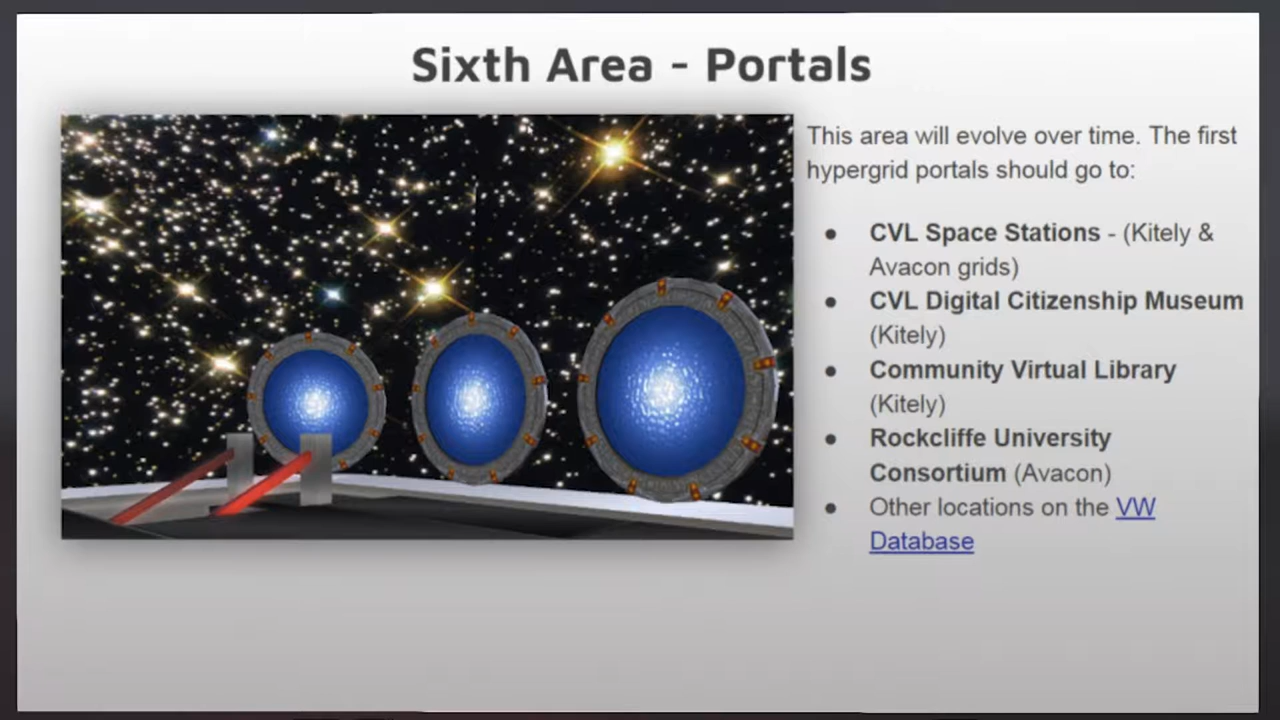 Sixth Area - Portals
This area will evolve over time. The first
hypergrid portals should go to:
● CVL Space Stations - (Kitely &
Avacon grids)
● CVL Digital Citizenship Museum
(Kitely)
● Community Virtual Library
(Kitely)
● Rockcliffe University
Consortium (Avacon)
● Other locations on the VW
Database